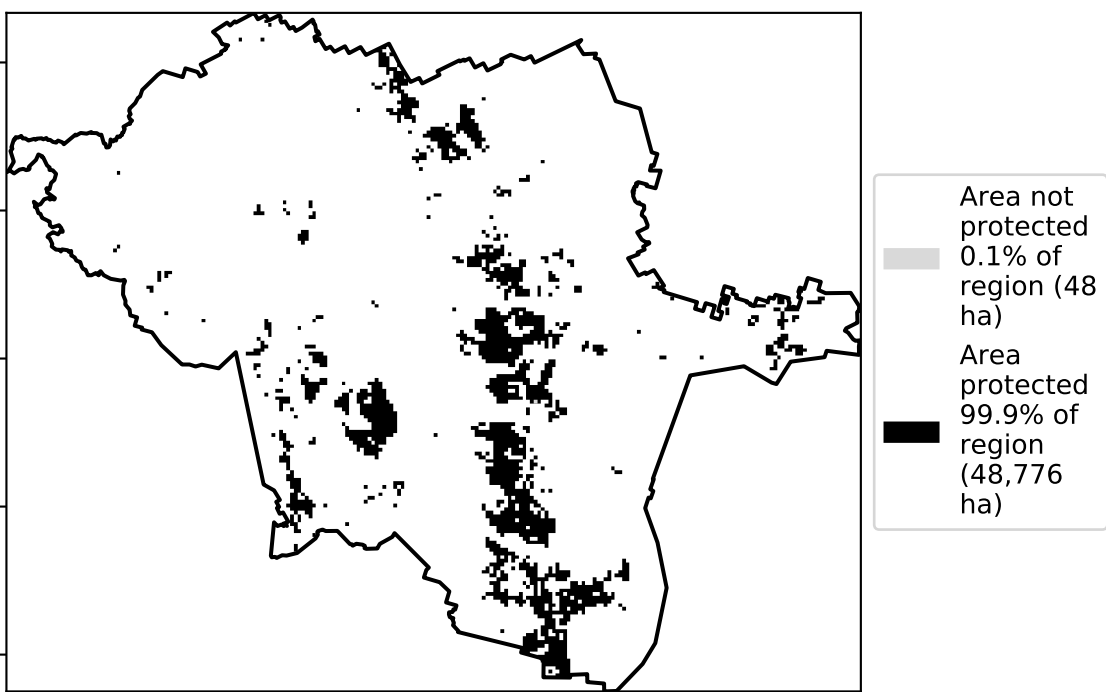 Area not
protected
0.1% of
region (48
ha)
Area
protected
99.9% of
region
(48,776
ha)